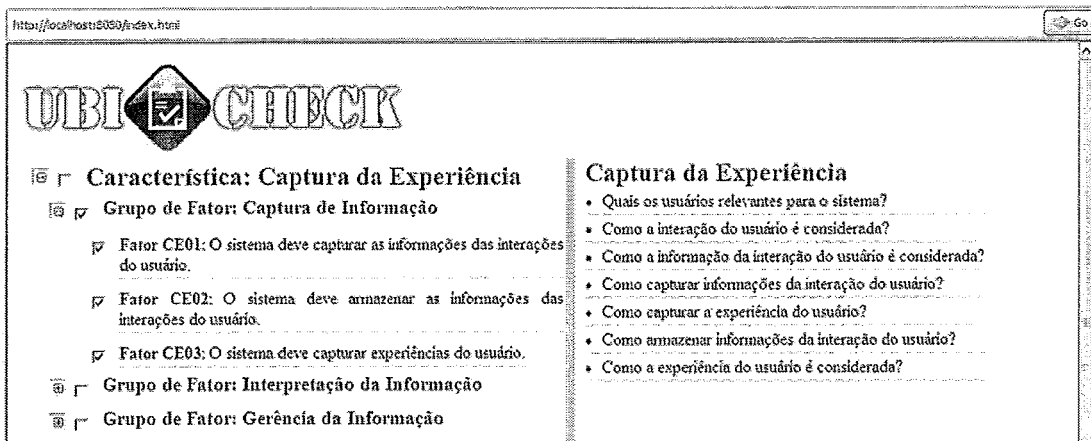 http://localhost:8080/index.html
Go
UBI CHECK
Característica: Captura da Experiência
Grupo de Fator: Captura de Informação
Fator CE01: O sistema deve capturar as informações das interações
do usuário.
Fator CE02: O sistema deve armazenar as informações das
interações do usuário.
Fator CE03: O sistema deve capturar experiências do usuário.
Grupo de Fator: Interpretação da Informação
Grupo de Fator: Gerência da Informação
Captura da Experiência
• Quais os usuários relevantes para o sistema?
• Como a interação do usuário é considerada?
• Como a informação da interação do usuário é considerada?
• Como capturar informações da interação do usuário?
• Como capturar a experiência do usuário?
• Como armazenar informações da interação do usuário?
• Como a experiência do usuário é considerada?